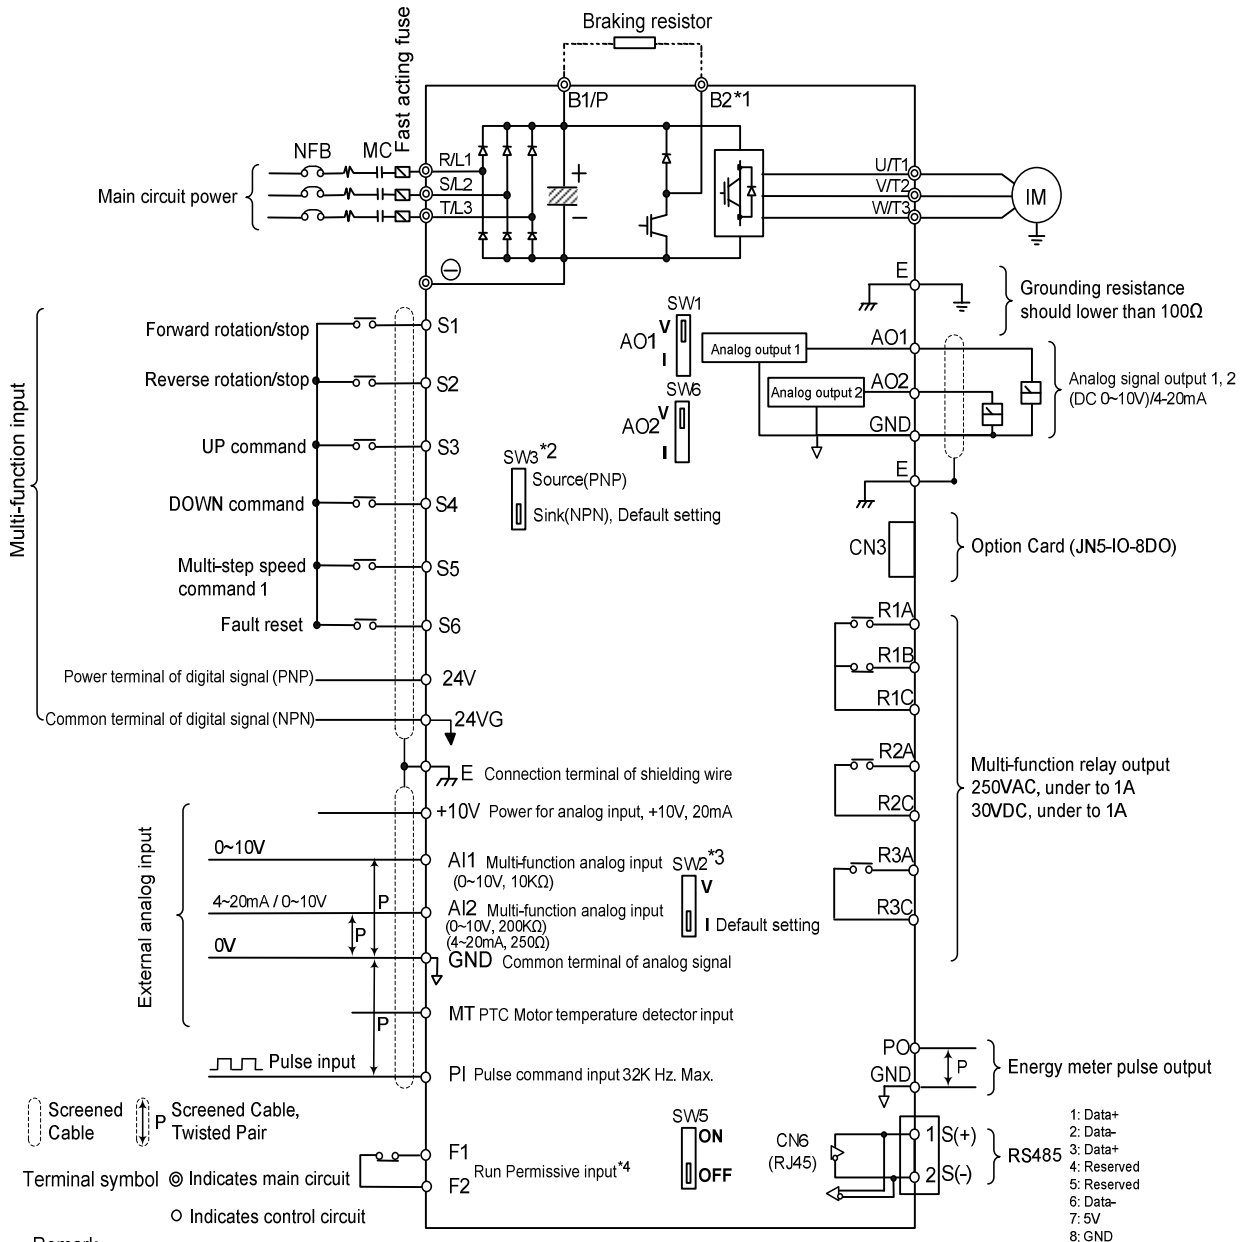 Braking resistor
Fast acting fuse
B1/P
B2*1
NFB
MC
R/L1
S/L2
T/L3
Main circuit power
+
−
U/T1
V/T2
W/T3
IM
E
Grounding resistance
should lower than 100Ω
Multi-function input
Forward rotation/stop
S1
Reverse rotation/stop
S2
UP command
S3
DOWN command
S4
Multi-step speed
command 1
S5
Fault reset
S6
Power terminal of digital signal (PNP)
24V
Common terminal of digital signal (NPN)
24VG
SW1
AO1
V
I
SW6
AO2
V
I
Analog output 1
AO1
Analog output 2
AO2
GND
Analog signal output 1, 2
(DC 0~10V)/4-20mA
E
SW3*2
Source(PNP)
Sink(NPN), Default setting
CN3
Option Card (JN5-IO-8DO)
R1A
R1B
R1C
R2A
R2C
R3A
R3C
Multi-function relay output
250VAC, under to 1A
30VDC, under to 1A
E Connection terminal of shielding wire
+10V Power for analog input, +10V, 20mA
External analog input
0~10V
AI1 Multi-function analog input
(0~10V, 10KΩ)
4~20mA / 0~10V
AI2 Multi-function analog input
(0~10V, 200KΩ)
(4~20mA, 250Ω)
P
P
0V
GND Common terminal of analog signal
SW2*3
V
I Default setting
MT PTC Motor temperature detector input
P
Pulse input
PI Pulse command input 32K Hz. Max.
PO
P
GND
Energy meter pulse output
Screened
Cable
P
Screened Cable,
Twisted Pair
Terminal symbol
Indicates main circuit
Indicates control circuit
F1
F2
Run Permissive input*4
SW5
ON
OFF
CN6
(RJ45)
1 S(+)
2 S(-)
RS485
1: Data+
2: Data-
3: Data+
4: Reserved
5: Reserved
6: Data-
7: 5V
8: GND